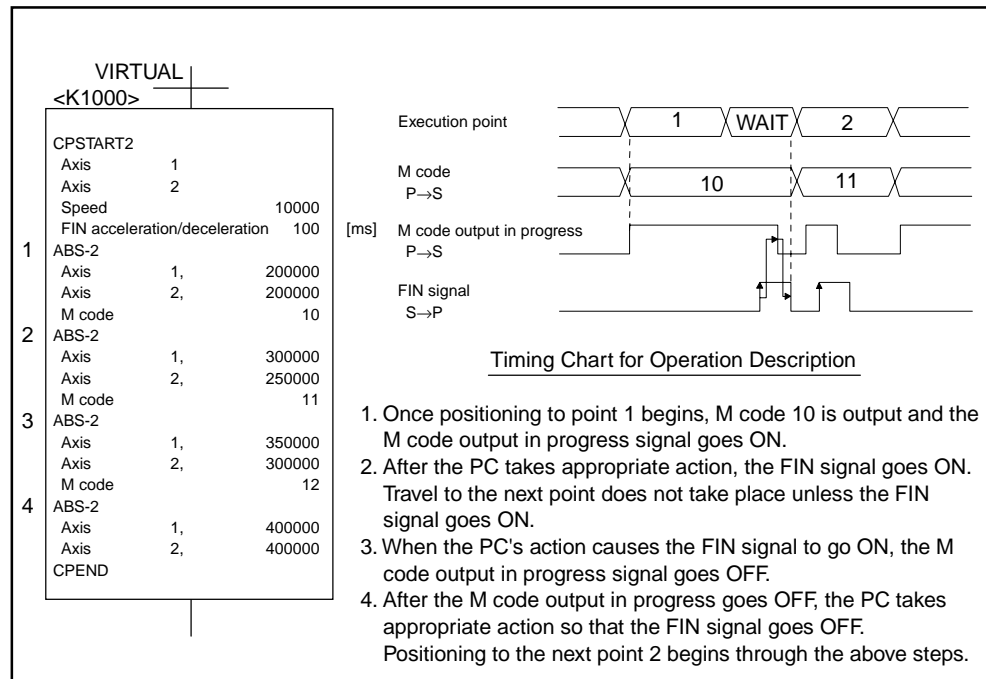 VIRTUAL
<K1000>
CPSTART2
Axis 1
Axis 2
Speed 10000
FIN acceleration/deceleration 100 [ms]
1 ABS-2
Axis 1, 200000
Axis 2, 200000
M code 10
2 ABS-2
Axis 1, 300000
Axis 2, 250000
M code 11
3 ABS-2
Axis 1, 350000
Axis 2, 300000
M code 12
4 ABS-2
Axis 1, 400000
Axis 2, 400000
CPEND
Execution point 1 WAIT 2
M code
P→S
10 11
M code output in progress
P→S
FIN signal
S→P
Timing Chart for Operation Description
1. Once positioning to point 1 begins, M code 10 is output and the
M code output in progress signal goes ON.
2. After the PC takes appropriate action, the FIN signal goes ON.
Travel to the next point does not take place unless the FIN
signal goes ON.
3. When the PC's action causes the FIN signal to go ON, the M
code output in progress signal goes OFF.
4. After the M code output in progress goes OFF, the PC takes
appropriate action so that the FIN signal goes OFF.
Positioning to the next point 2 begins through the above steps.